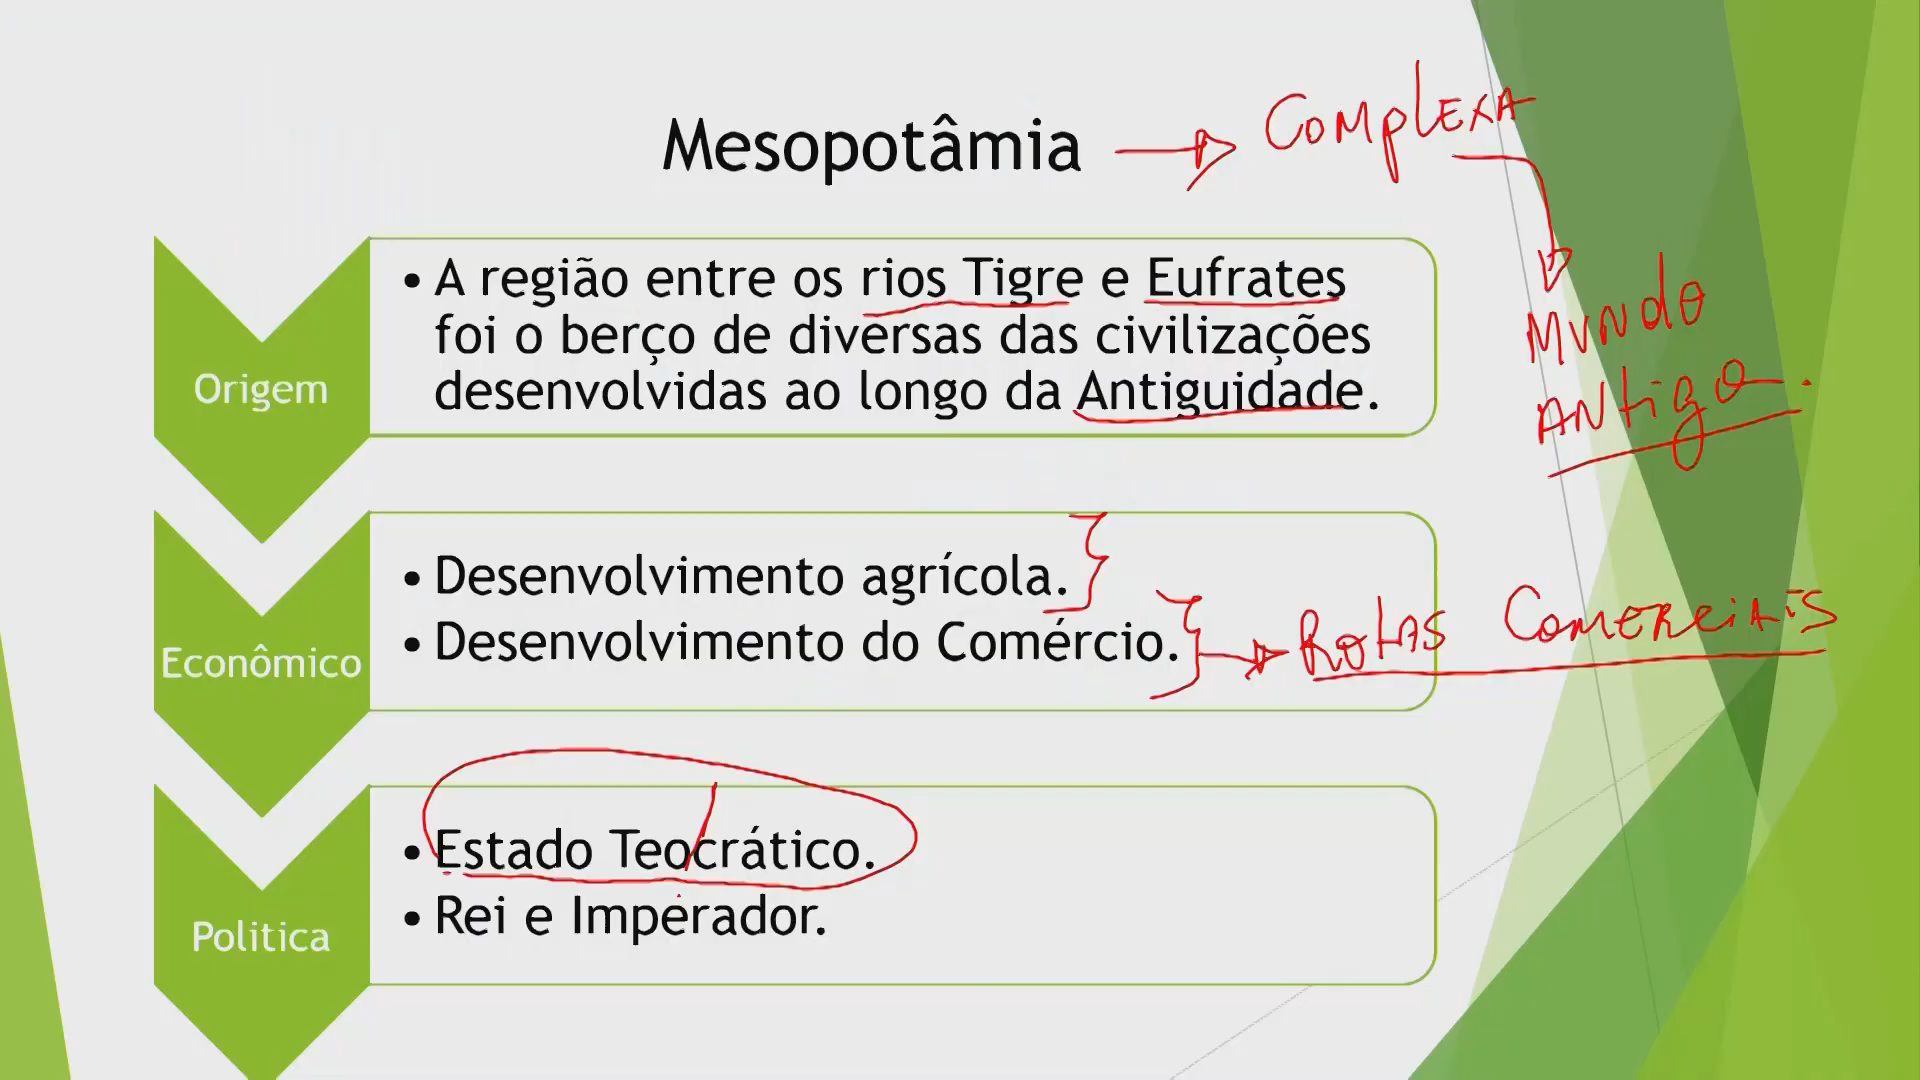 Mesopotâmia
COMPLEXA
MUNDO
ANTIGO.
Origem
• A região entre os rios Tigre e Eufrates
foi o berço de diversas das civilizações
desenvolvidas ao longo da Antiguidade.
Econômico
• Desenvolvimento agrícola.
• Desenvolvimento do Comércio.
ROTAS COMERCIAIS
Politica
• Estado Teocrático.
• Rei e Imperador.